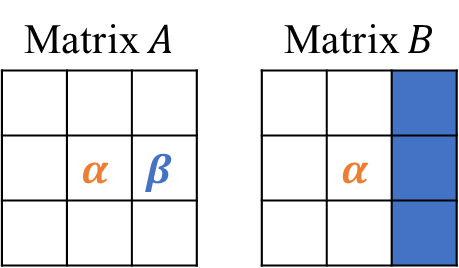 Matrix A Matrix B
α β α